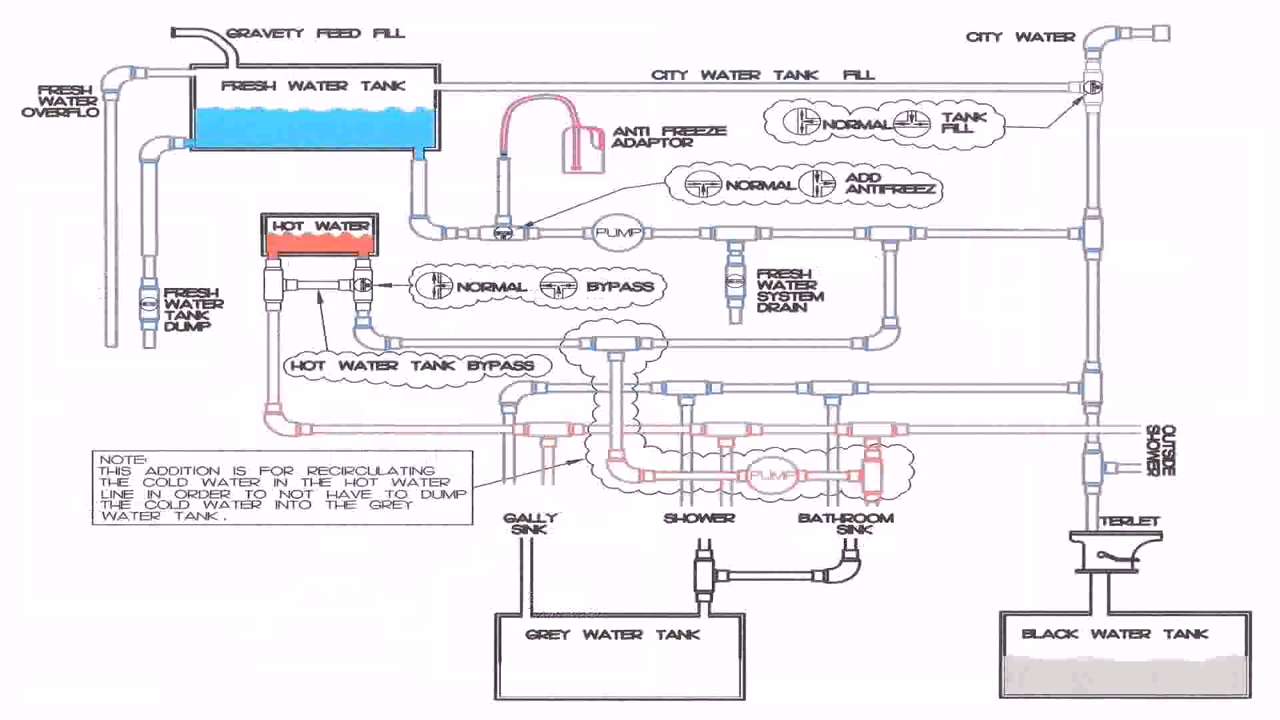 GRAVETY FEED FILL
CITY WATER
FRESH WATER TANK
CITY WATER TANK FILL
FRESH
WATER
OVERFLO
NORMAL
TANK
FILL
ANTI FREEZE
ADAPTOR
NORMAL
ADD
ANTIFREEZ
HOT WATER
PUMP
FRESH
WATER
SYSTEM
DRAIN
NORMAL
BYPASS
FRESH
WATER
TANK
DUMP
HOT WATER TANK BYPASS
OUTSIDE
SHOWER
NOTE:
THIS ADDITION IS FOR RECIRCULATING
THE COLD WATER IN THE HOT WATER
LINE IN ORDER TO NOT HAVE TO DUMP
THE COLD WATER INTO THE GREY
WATER TANK.
PUMP
GALLY
SINK
SHOWER
BATHROOM
SINK
TERLET
GREY WATER TANK
BLACK WATER TANK